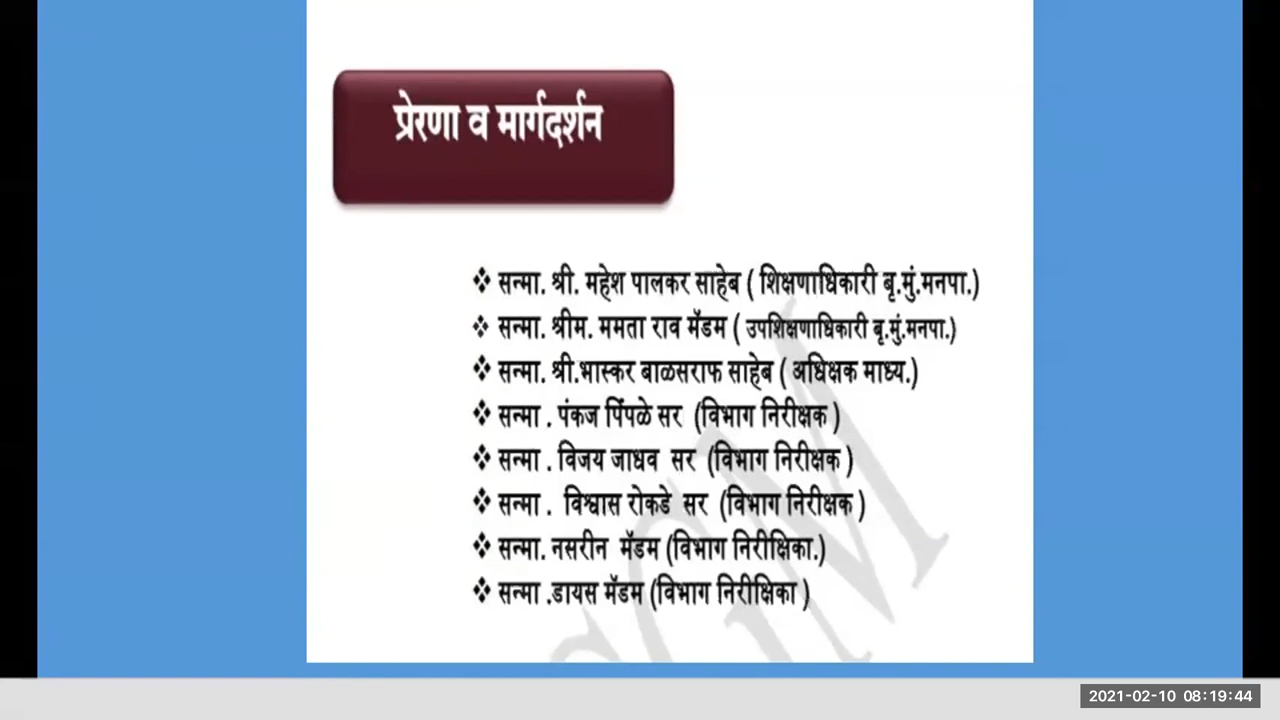 प्रेरणा व मार्गदर्शन
❖ सन्मा. श्री. महेश पालकर साहेब ( शिक्षणाधिकारी बृ.मुं.मनपा.)
❖ सन्मा. श्रीम. ममता राव मॅडम ( उपशिक्षणाधिकारी बृ.मुं.मनपा.)
❖ सन्मा. श्री.भास्कर बाळसराफ साहेब ( अधिक्षक माध्य.)
❖ सन्मा . पंकज पिंपळे सर (विभाग निरीक्षक )
❖ सन्मा . विजय जाधव सर (विभाग निरीक्षक )
❖ सन्मा . विश्वास रोकडे सर (विभाग निरीक्षक )
❖ सन्मा. नसरीन मॅडम (विभाग निरीक्षिका.)
❖ सन्मा .डायस मॅडम (विभाग निरीक्षिका )
2021-02-10 08:19:44